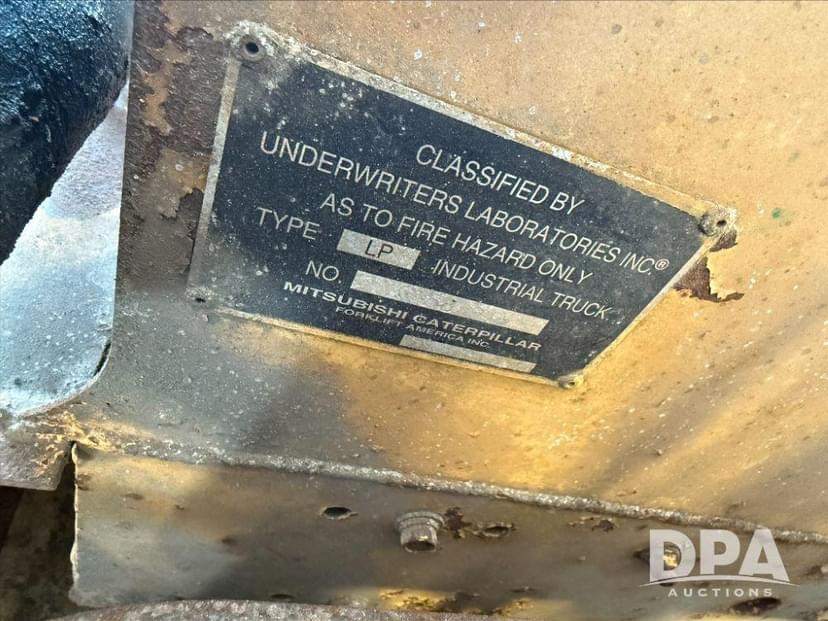 CLASSIFIED BY
UNDERWRITERS LABORATORIES INC.®
AS TO FIRE HAZARD ONLY
TYPE LP INDUSTRIAL TRUCK
NO.
MITSUBISHI CATERPILLAR
FORKLIFT AMERICA INC.
DPA
AUCTIONS